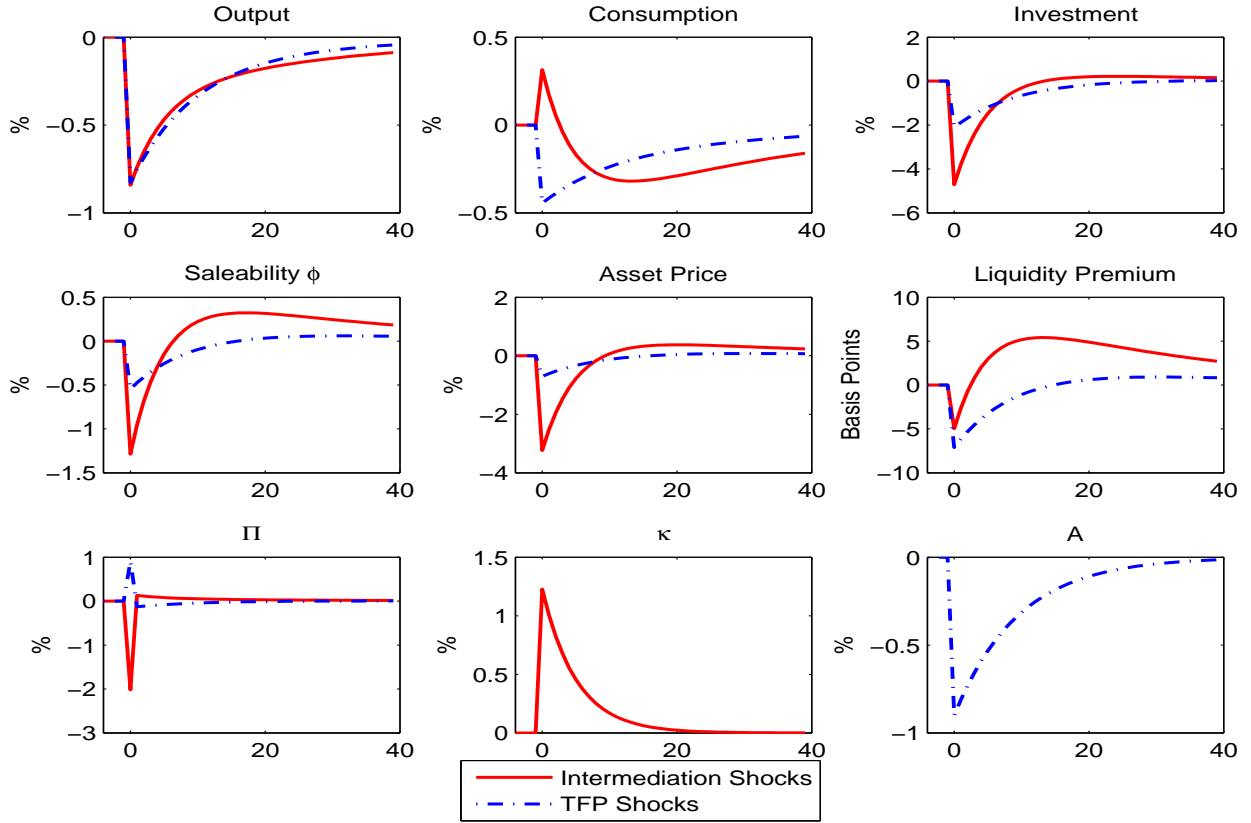 Output
Consumption
Investment
0
−0.5
−1
%
0 20 40
0.5
0
−0.5
%
0 20 40
2
0
−2
−4
−6
%
0 20 40
Saleability ϕ
Asset Price
Liquidity Premium
0.5
0
−0.5
−1
−1.5
%
0 20 40
2
0
−2
−4
%
0 20 40
10
5
0
−5
−10
Basis Points
0 20 40
Π
κ
A
1
0
−1
−2
−3
%
0 20 40
1.5
1
0.5
0
%
0 20 40
0
−0.5
−1
%
0 20 40
Intermediation Shocks
TFP Shocks